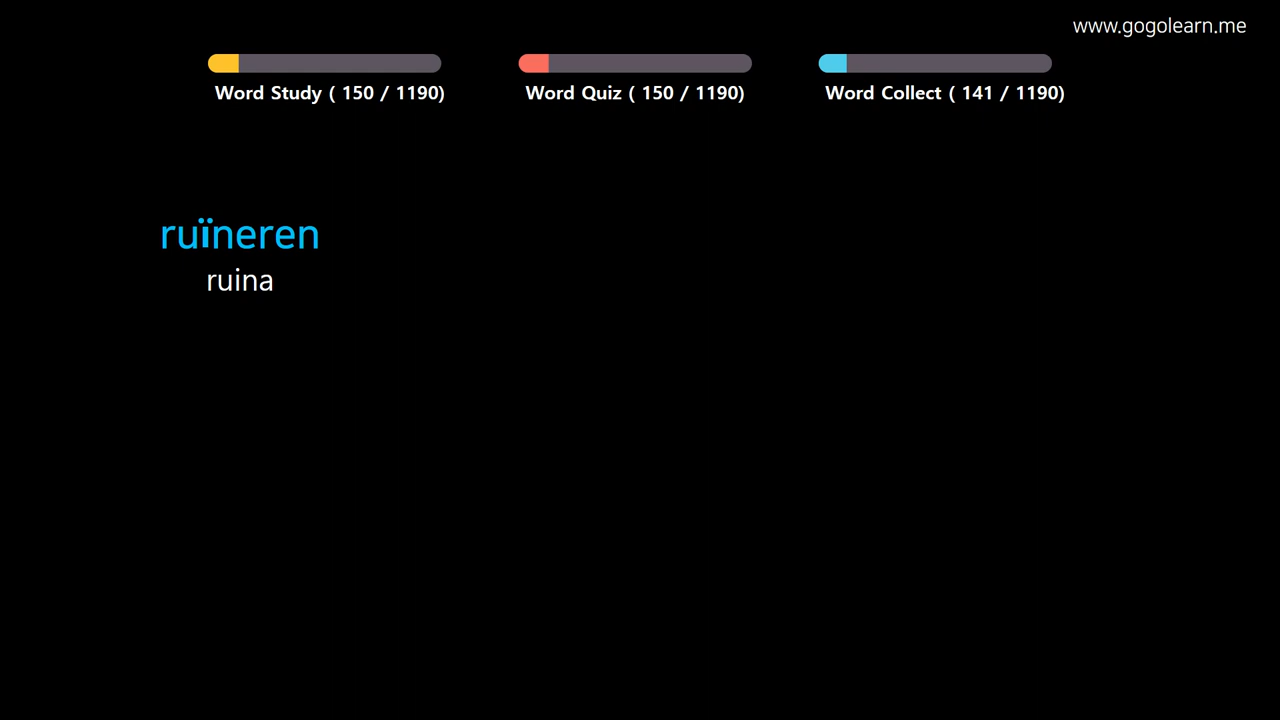 www.gogolearn.me
Word Study ( 150 / 1190)
Word Quiz ( 150 / 1190)
Word Collect ( 141 / 1190)
ruïneren
ruina